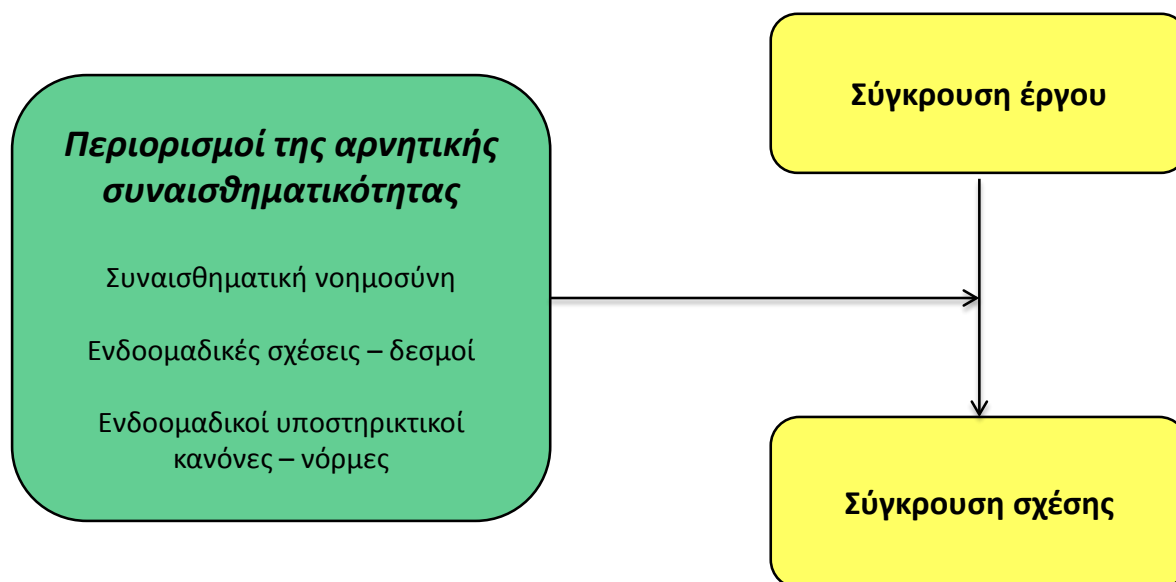 Περιορισμοί της αρνητικής
συναισθηματικότητας
Συναισθηματική νοημοσύνη
Ενδοομαδικές σχέσεις – δεσμοί
Ενδοομαδικοί υποστηρικτικοί
κανόνες – νόρμες
Σύγκρουση έργου
Σύγκρουση σχέσης